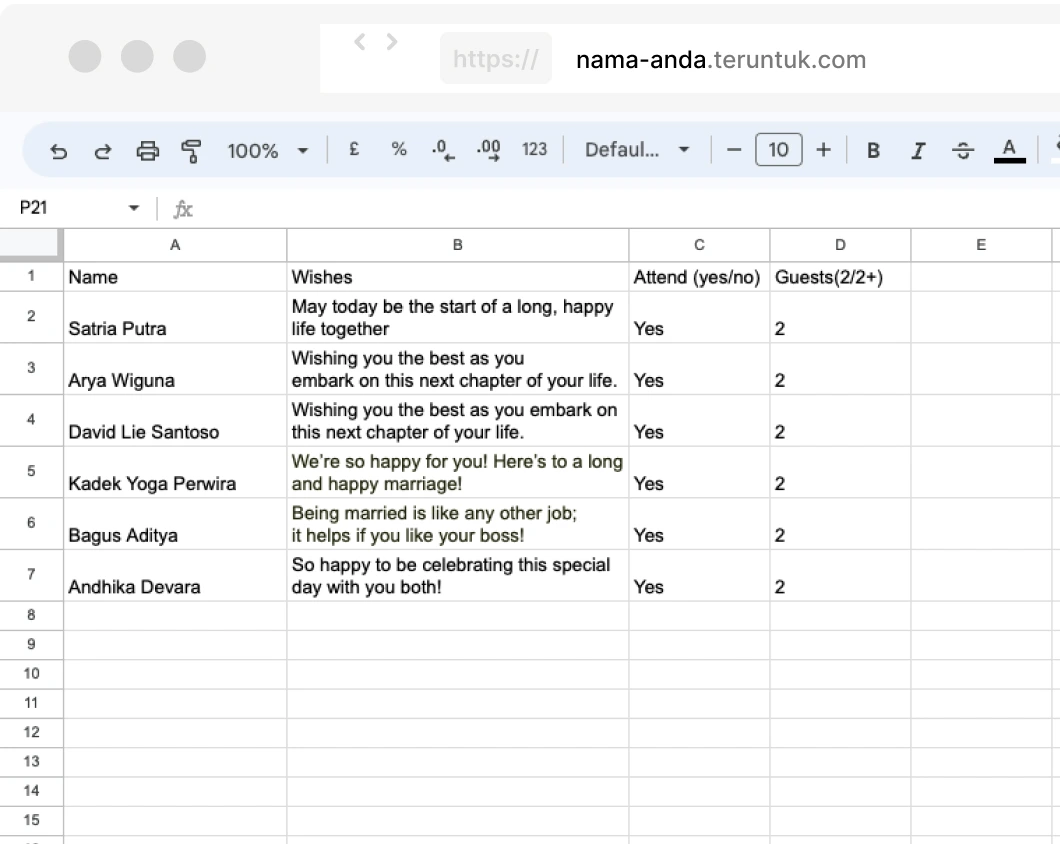 https:// nama-anda.teruntuk.com
100% £ % .0 .00 123 Defaul... 10 B I S A
P21 fx
A B C D E
1 Name Wishes Attend (yes/no) Guests(2/2+)
May today be the start of a long, happy
2 Satria Putra life together Yes 2
Wishing you the best as you
3 Arya Wiguna embark on this next chapter of your life. Yes 2
Wishing you the best as you embark on
4 David Lie Santoso this next chapter of your life. Yes 2
We're so happy for you! Here's to a long
5 Kadek Yoga Perwira and happy marriage! Yes 2
Being married is like any other job;
6 Bagus Aditya it helps if you like your boss! Yes 2
So happy to be celebrating this special
7 Andhika Devara day with you both! Yes 2
8
9
10
11
12
13
14
15